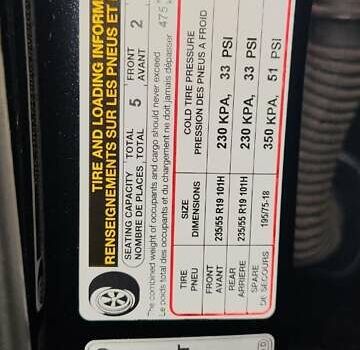 TIRE AND LOADING INFORM
RENSEIGNEMENTS SUR LES PNEUS ET
SEATING CAPACITY TOTAL 5 FRONT 2
NOMBRE DE PLACES TOTAL AVANT
The combined weight of occupants and cargo should never exceed 475
Le poids total des occupants et du chargement ne doit jamais dépasser
TIRE SIZE COLD TIRE PRESSURE
PNEU DIMENSIONS PRESSION DES PNEUS A FROID
FRONT 235/55 R19 101H 230 KPA, 33 PSI
AVANT
REAR 235/55 R19 101H 230 KPA, 33 PSI
ARRIERE
SPARE 195/75-18 350 KPA, 51 PSI
DE SECOURS